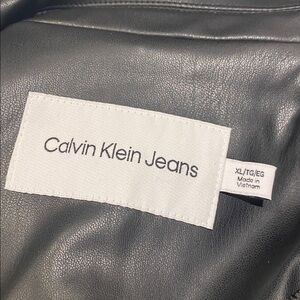 Calvin Klein Jeans
XL/TG/EG
Made in
Vietnam